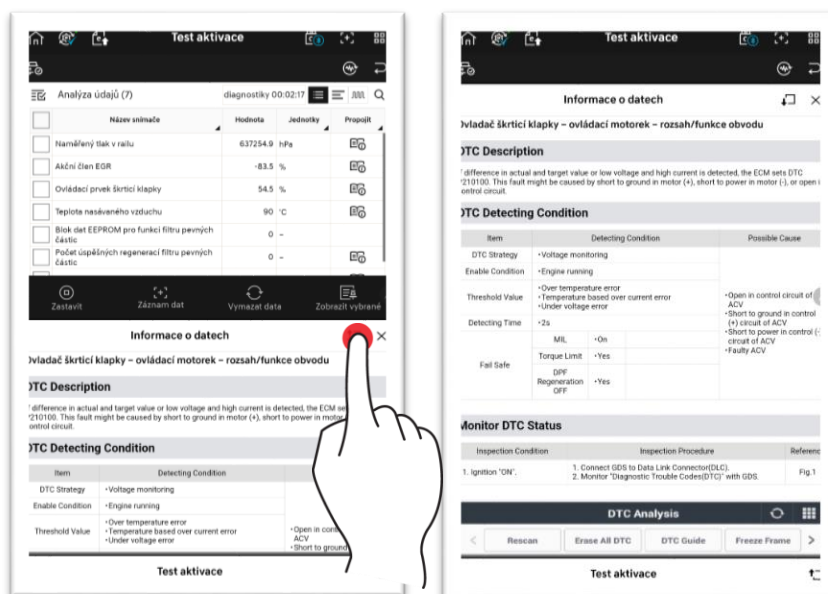 Test aktivace
Analýza údajů (7)
diagnostiky 00:02:17
Název snímače
Hodnota
Jednotky
Propojit
Naměřený tlak v railu
637254.9 hPa
Akční člen EGR
-83.5 %
Ovládací prvek škrticí klapky
54.5 %
Teplote nasávaného vzduchu
90 °C
Blok dat EEPROM pro funkci filtru pevných
částic
0 –
Počet úspěšných regenerací filtru pevných
částic
0 –
Zastavit
Záznam dat
Vymazat data
Zobrazit vybrané
Informace o datech
Ovladač škrticí klapky – ovládací motorek – rozsah/funkce obvodu
DTC Description
difference in actual and target value or low voltage and high current is detected, the ECM se
210100. This fault might be caused by short to ground in motor (+), short to power in motor
ontrol circuit.
DTC Detecting Condition
Item
Detecting Condition
DTC Strategy
•Voltage monitoring
Enable Condition
•Engine running
Threshold Value
•Over temperature error
•Temperature based over current error
•Under voltage error
•Open in con
ACV
•Short to ground
Test aktivace
Test aktivace
Informace o datech
Ovladač škrticí klapky – ovládací motorek – rozsah/funkce obvodu
DTC Description
difference in actual and target value or low voltage and high current is detected, the ECM sets DTC
210100. This fault might be caused by short to ground in motor (+), short to power in motor (-), or open i
ontrol circuit.
DTC Detecting Condition
Item
Detecting Condition
Possible Cause
DTC Strategy
•Voltage monitoring
Enable Condition
•Engine running
Threshold Value
•Over temperature error
•Temperature based over current error
•Under voltage error
Detecting Time
•2s
Fail Safe
MIL
•On
Torque Limit
•Yes
DPF
Regeneration
OFF
•Yes
•Open in control circuit of
ACV
•Short to ground in control
(+) circuit of ACV
•Short to power in control (-
circuit of ACV
•Faulty ACV
Monitor DTC Status
Inspection Condition
Inspection Procedure
Referenc
1. Ignition "ON".
1. Connect GDS to Data Link Connector(DLC).
2. Monitor "Diagnostic Trouble Codes(DTC)" with GDS.
Fig.1
DTC Analysis
Rescan
Erase All DTC
DTC Guide
Freeze Frame
Test aktivace